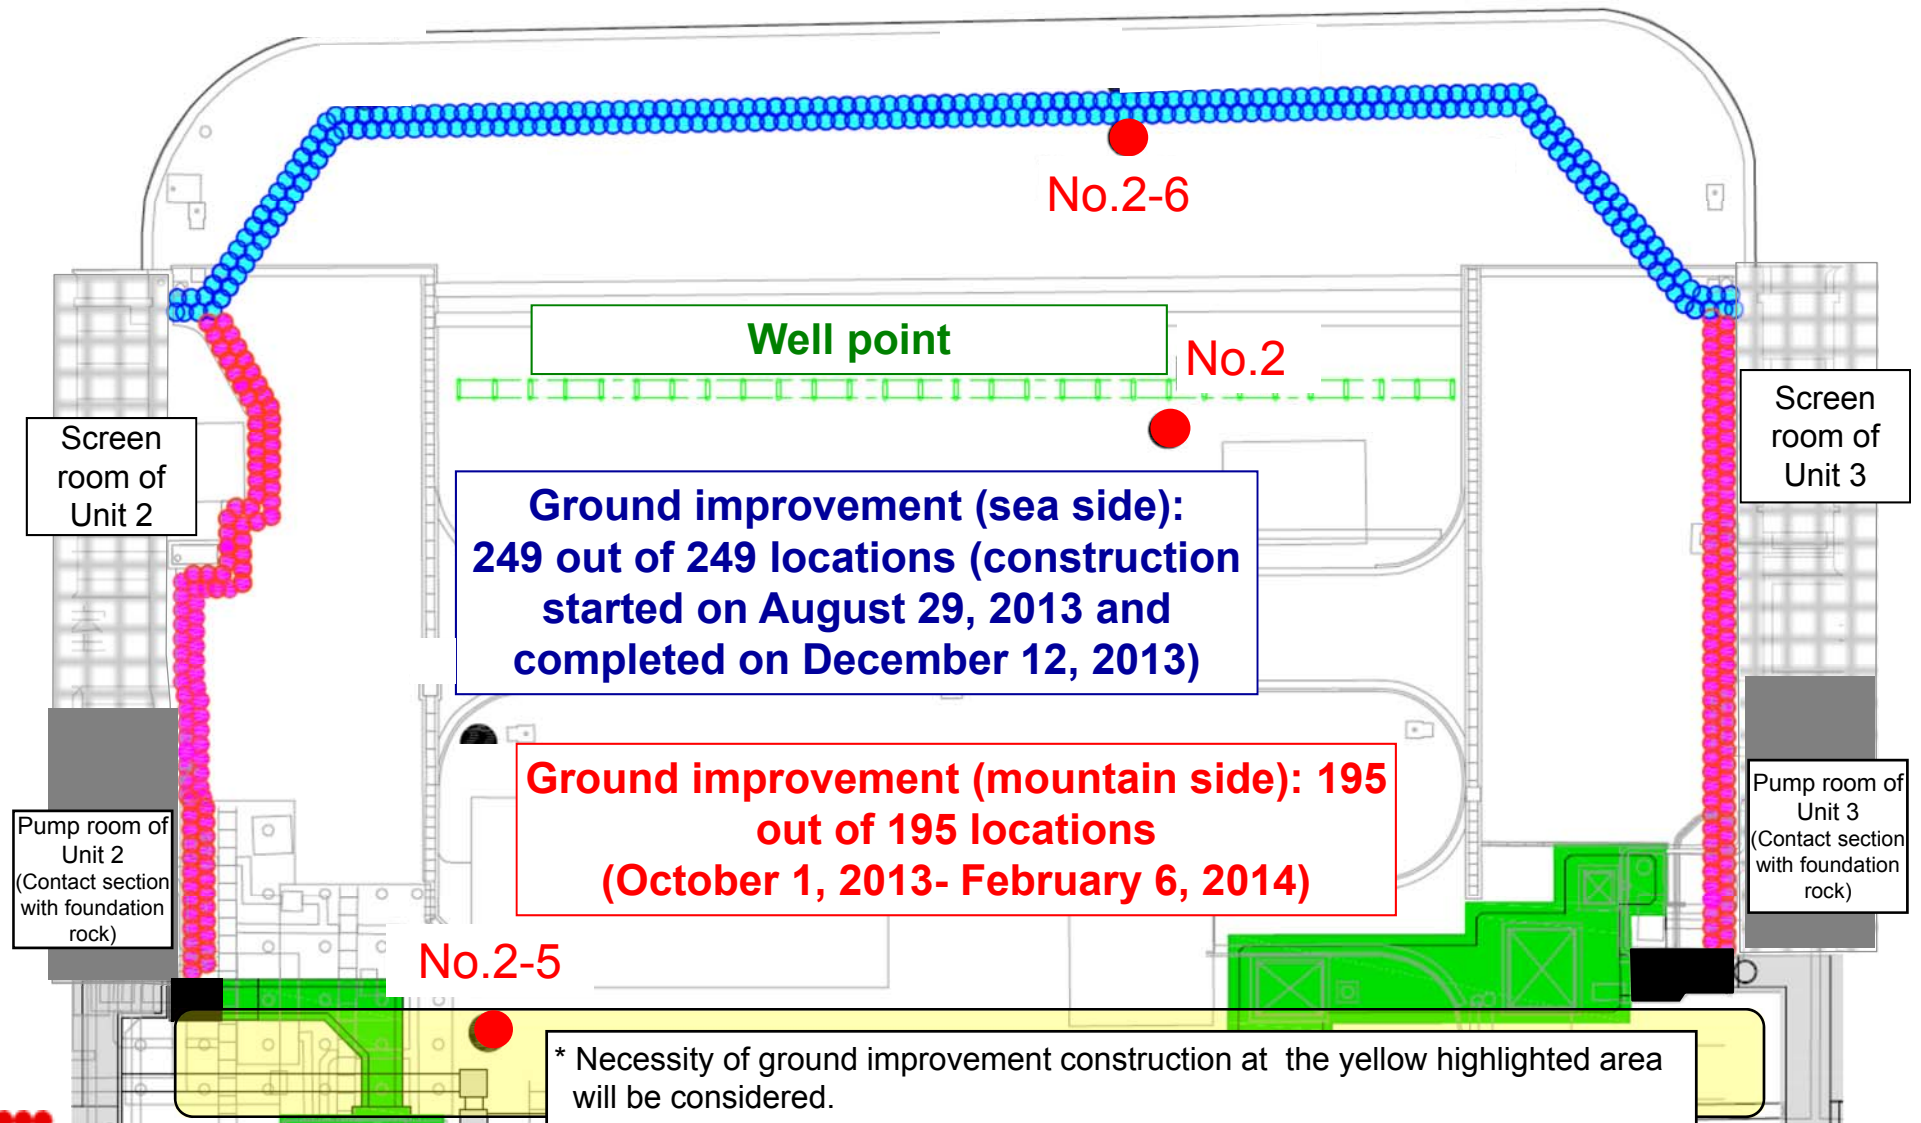 No.2-6
Well point
No.2
Screen
room of
Unit 2
Screen
room of
Unit 3
Ground improvement (sea side):
249 out of 249 locations (construction
started on August 29, 2013 and
completed on December 12, 2013)
Ground improvement (mountain side): 195
out of 195 locations
(October 1, 2013- February 6, 2014)
Pump room of
Unit 2
(Contact section
with foundation
rock)
Pump room of
Unit 3
(Contact section
with foundation
rock)
No.2-5
* Necessity of ground improvement construction at the yellow highlighted area
will be considered.